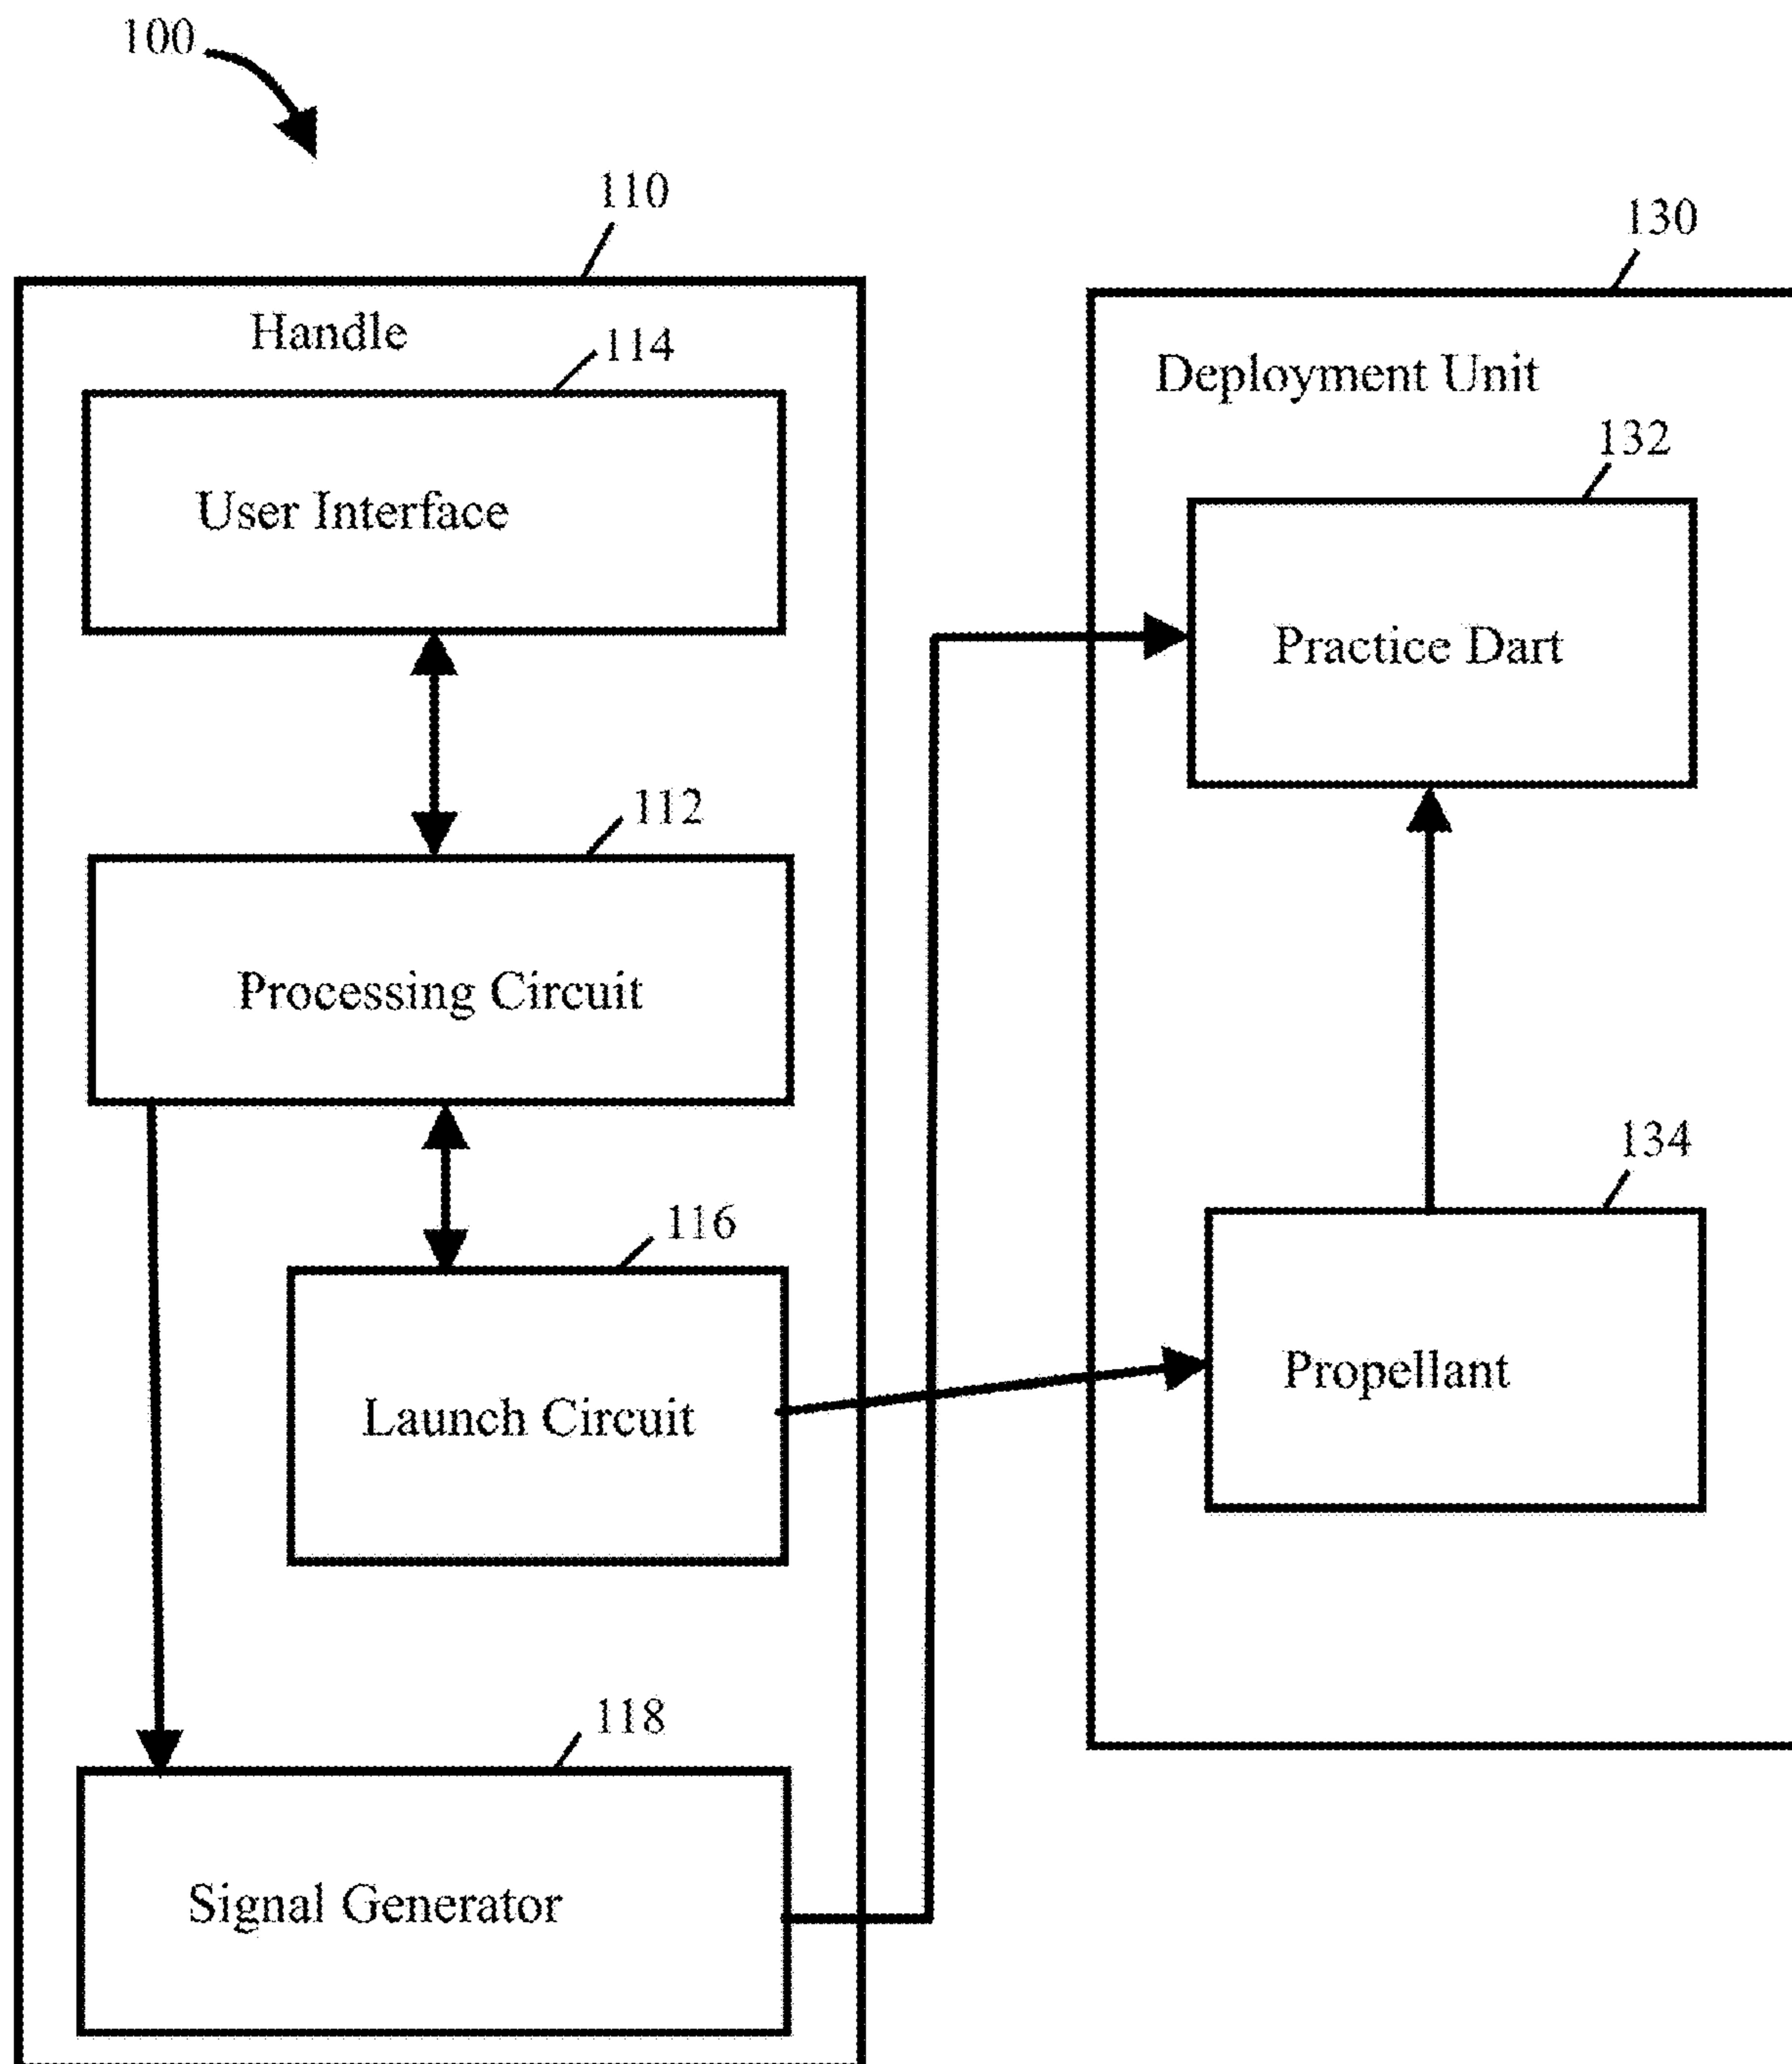 100
110
130
Handle
114
Deployment Unit
132
User Interface
Practice Dart
112
Processing Circuit
134
116
Propellant
Launch Circuit
118
Signal Generator